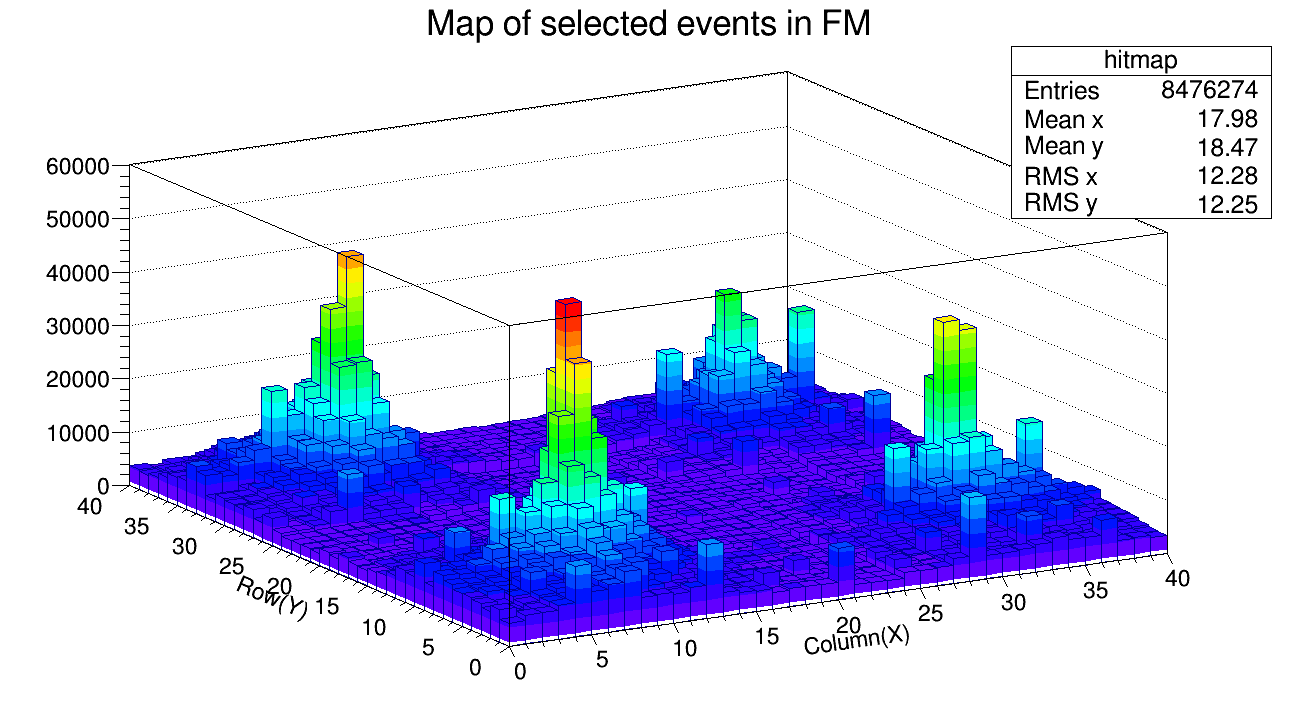 Map of selected events in FM
hitmap
Entries 8476274
Mean x 17.98
Mean y 18.47
RMS x 12.28
RMS y 12.25
60000
50000
40000
30000
20000
10000
0
40
35
30
25
20
15
10
5
0
Row(Y)
0
5
10
15
20
25
30
35
40
Column(X)